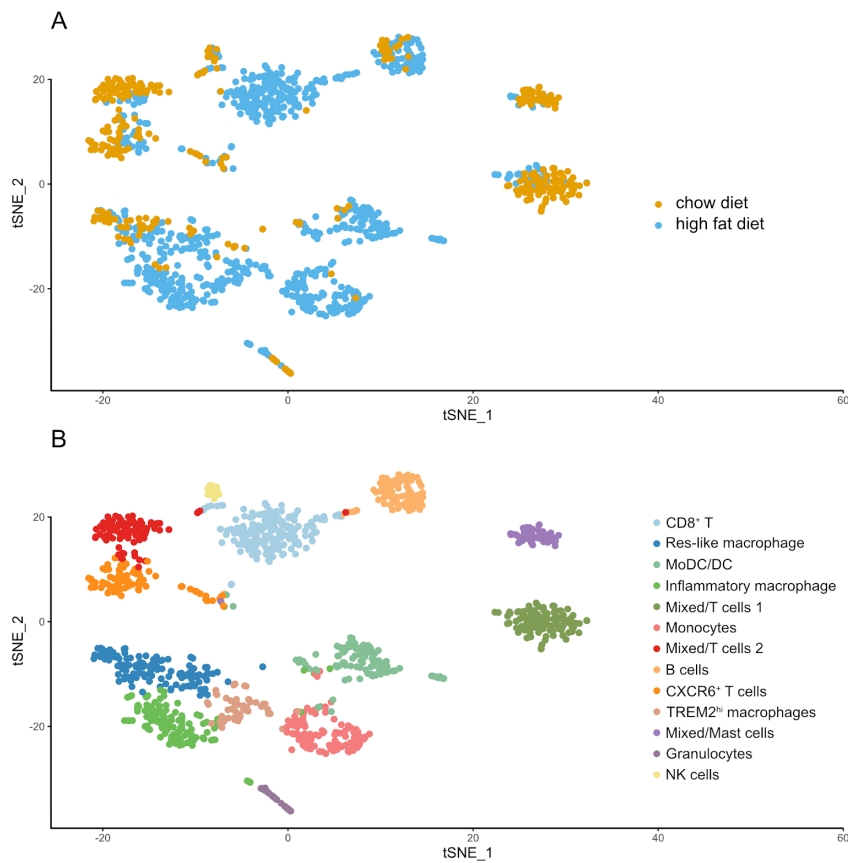 A
20
0
-20
tSNE_2
-20
0
20
40
60
tSNE_1
chow diet
high fat diet
B
20
0
-20
tSNE_2
-20
0
20
40
60
tSNE_1
CD8⁺ T
Res-like macrophage
MoDC/DC
Inflammatory macrophage
Mixed/T cells 1
Monocytes
Mixed/T cells 2
B cells
CXCR6⁺ T cells
TREM2ʰⁱ macrophages
Mixed/Mast cells
Granulocytes
NK cells